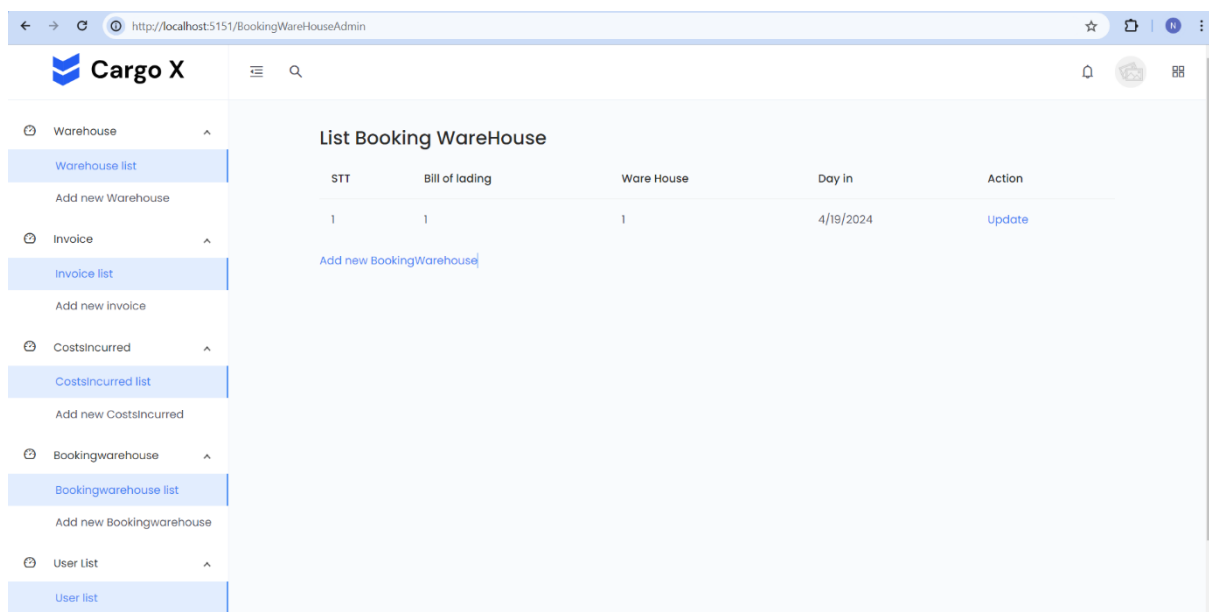 http://localhost:5151/BookingWareHouseAdmin
N
Cargo X
Warehouse
Warehouse list
Add new Warehouse
Invoice
Invoice list
Add new invoice
CostsIncurred
CostsIncurred list
Add new CostsIncurred
Bookingwarehouse
Bookingwarehouse list
Add new Bookingwarehouse
User List
User list
List Booking WareHouse
STT Bill of lading Ware House Day in Action
1 1 1 4/19/2024 Update
Add new BookingWarehouse